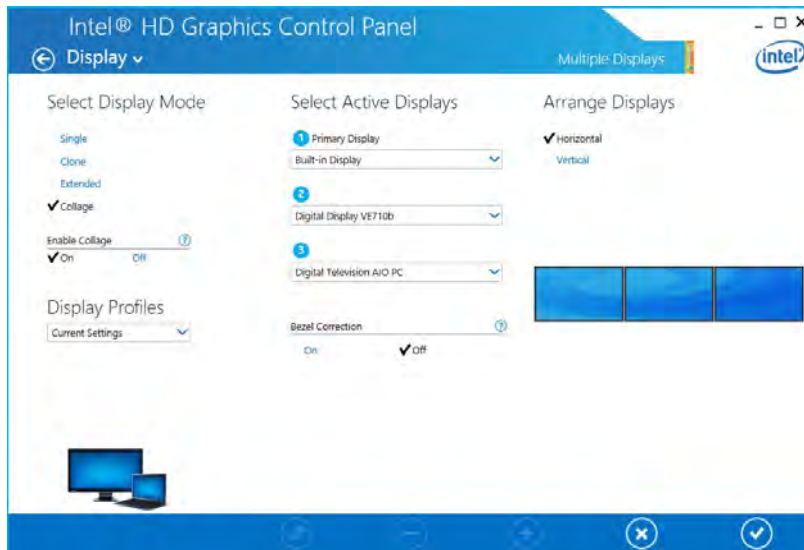 Intel® HD Graphics Control Panel
Display
Multiple Displays
intel
Select Display Mode
Single
Clone
Extended
Collage
Enable Collage ?
On Off
Display Profiles
Current Settings
Select Active Displays
1 Primary Display
Built-in Display
2
Digital Display VE710b
3
Digital Television AIO PC
Bezel Correction ?
On Off
Arrange Displays
Horizontal
Vertical